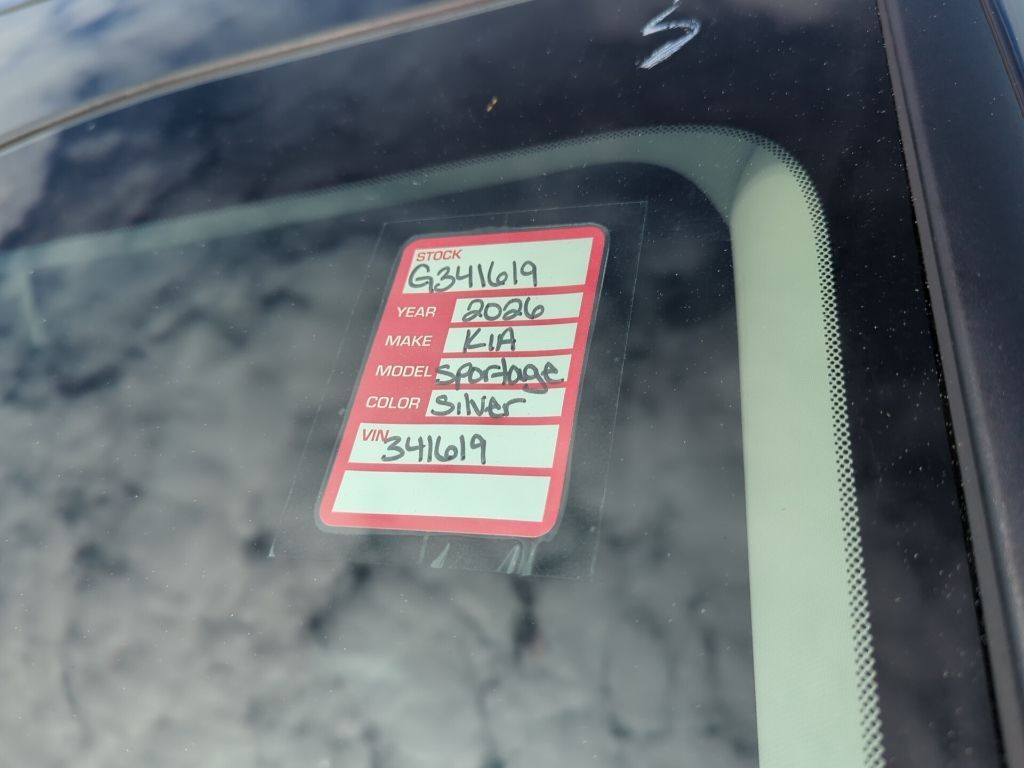 S
STOCK
G341619
YEAR 2026
MAKE KIA
MODEL Sportage
COLOR Silver
VIN 341619